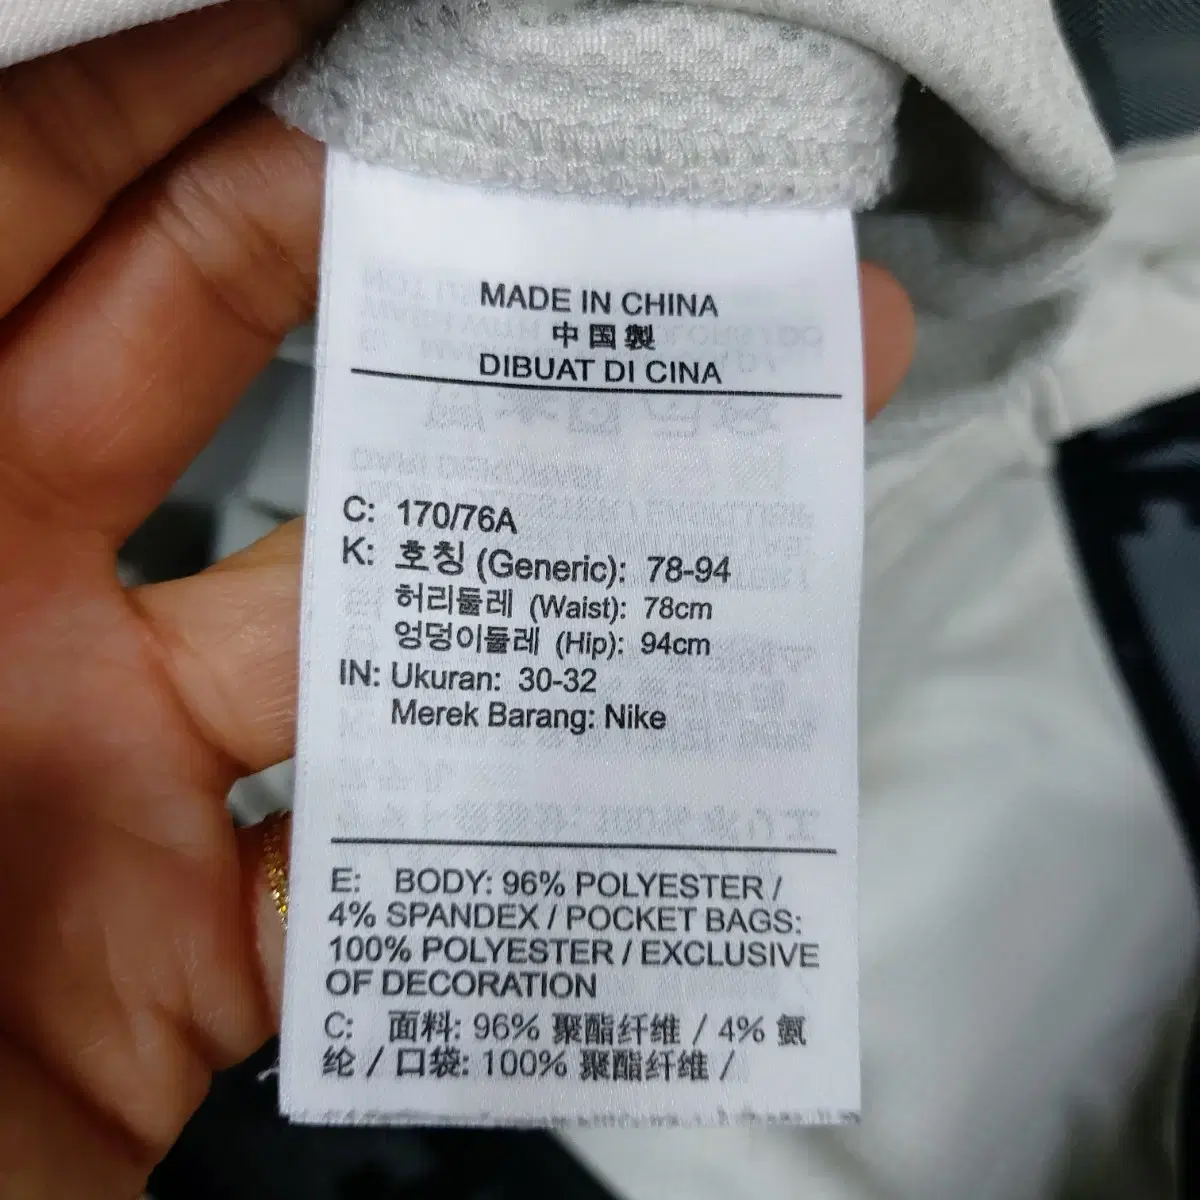 MADE IN CHINA
中国製
DIBUAT DI CINA
C: 170/76A
K: 호칭 (Generic): 78-94
허리둘레 (Waist): 78cm
엉덩이둘레 (Hip): 94cm
IN: Ukuran: 30-32
Merek Barang: Nike
E: BODY: 96% POLYESTER /
4% SPANDEX / POCKET BAGS:
100% POLYESTER / EXCLUSIVE
OF DECORATION
C: 面料: 96% 聚酯纤维 / 4% 氨
纶 / 口袋: 100% 聚酯纤维 /